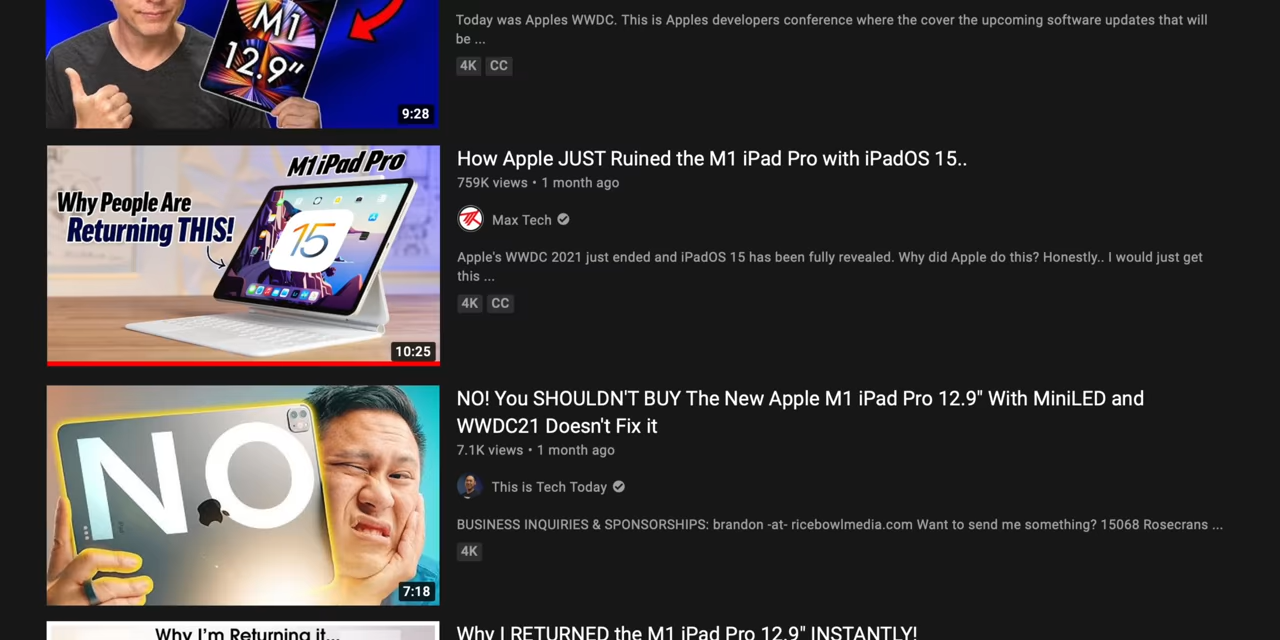 M1
12.9"
9:28
Today was Apples WWDC. This is Apples developers conference where the cover the upcoming software updates that will
be ...
4K CC
M1 iPad Pro
Why People Are
Returning THIS!
15
10:25
How Apple JUST Ruined the M1 iPad Pro with iPadOS 15..
759K views • 1 month ago
Max Tech
Apple's WWDC 2021 just ended and iPadOS 15 has been fully revealed. Why did Apple do this? Honestly.. I would just get
this ...
4K CC
NO
7:18
NO! You SHOULDN'T BUY The New Apple M1 iPad Pro 12.9" With MiniLED and
WWDC21 Doesn't Fix it
7.1K views • 1 month ago
This is Tech Today
BUSINESS INQUIRIES & SPONSORSHIPS: brandon -at- ricebowlmedia.com Want to send me something? 15068 Rosecrans ...
4K
Why I'm Returning it...
Why I RETURNED the M1 iPad Pro 12.9" INSTANTLY!